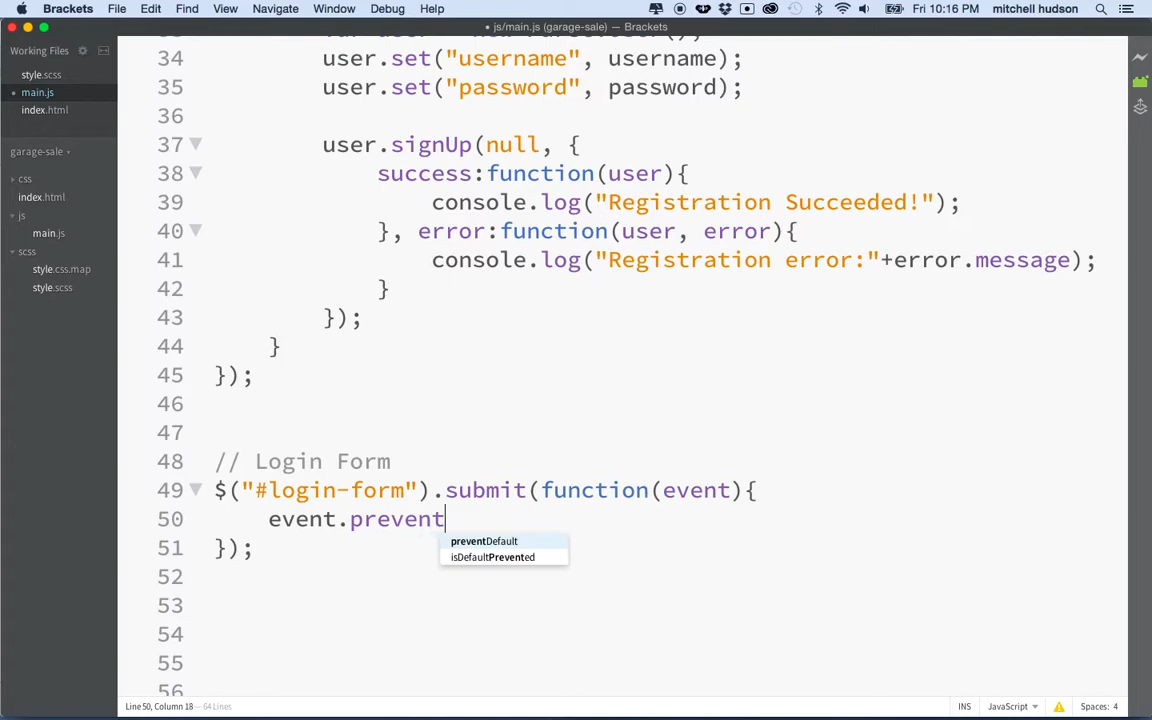 Brackets File Edit View Navigate Window Debug Help Fri 10:16 PM mitchell hudson
• js/main.js (garage-sale) — Brackets
Working Files
style.scss
main.js
index.html
garage-sale
css
index.html
js
main.js
scss
style.css.map
style.scss
34 user.set("username", username);
35 user.set("password", password);
36
37 user.signUp(null, {
38 success:function(user){
39 console.log("Registration Succeeded!");
40 }, error:function(user, error){
41 console.log("Registration error:"+error.message);
42 }
43 });
44 }
45 });
46
47
48 // Login Form
49 $("#login-form").submit(function(event){
50 event.prevent
preventDefault
isDefaultPrevented
51 });
52
53
54
55
56
Line 50, Column 18 — 64 Lines INS JavaScript Spaces: 4